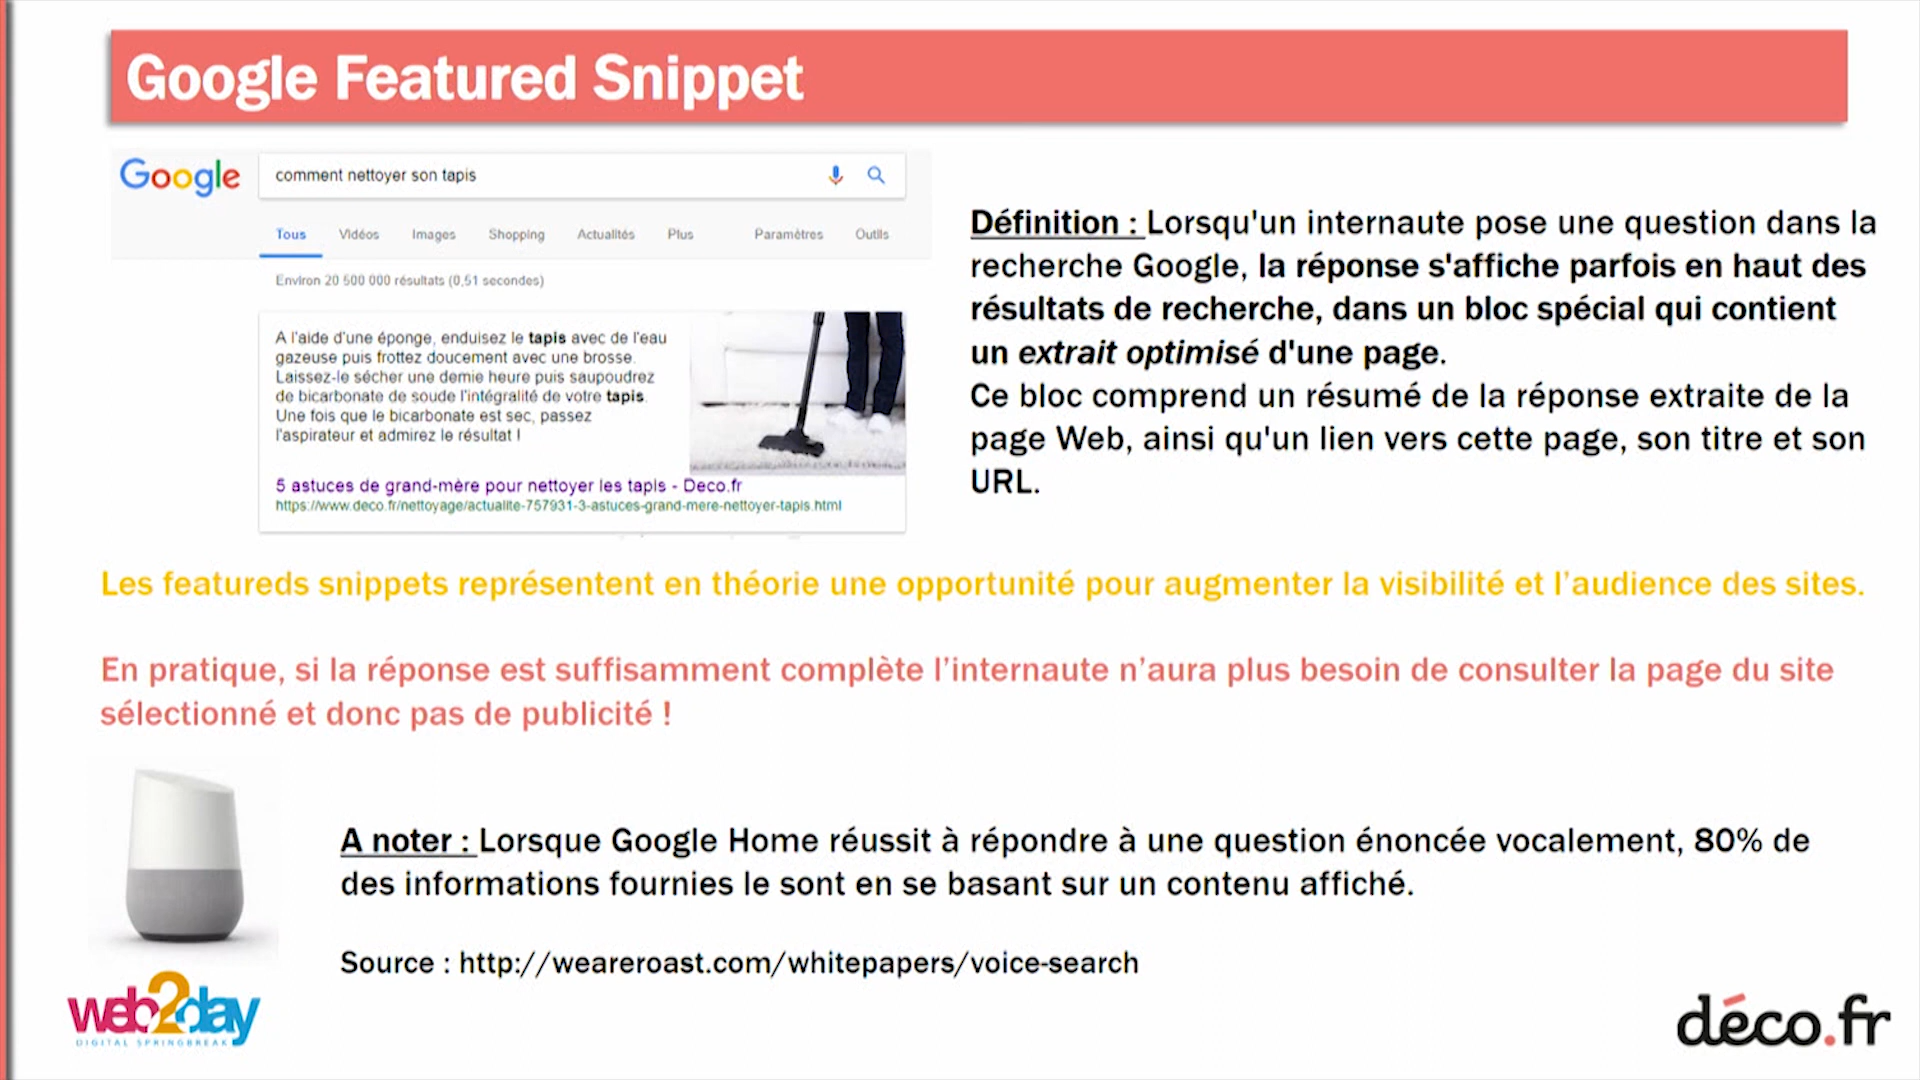 Google Featured Snippet
Google
comment nettoyer son tapis
Tous Vidéos Images Shopping Actualités Plus Paramètres Outils
Environ 20 500 000 résultats (0,51 secondes)
A l'aide d'une éponge, enduisez le tapis avec de l'eau
gazeuse puis frottez doucement avec une brosse.
Laissez-le sécher une demie heure puis saupoudrez
de bicarbonate de soude l'intégralité de votre tapis.
Une fois que le bicarbonate est sec, passez
l'aspirateur et admirez le résultat !
5 astuces de grand-mère pour nettoyer les tapis - Deco.fr
https://www.deco.fr/nettoyage/actualite-757931-3-astuces-grand-mere-nettoyer-tapis.html
Définition : Lorsqu'un internaute pose une question dans la
recherche Google, la réponse s'affiche parfois en haut des
résultats de recherche, dans un bloc spécial qui contient
un extrait optimisé d'une page.
Ce bloc comprend un résumé de la réponse extraite de la
page Web, ainsi qu'un lien vers cette page, son titre et son
URL.
Les featureds snippets représentent en théorie une opportunité pour augmenter la visibilité et l'audience des sites.
En pratique, si la réponse est suffisamment complète l'internaute n'aura plus besoin de consulter la page du site
sélectionné et donc pas de publicité !
A noter : Lorsque Google Home réussit à répondre à une question énoncée vocalement, 80% de
des informations fournies le sont en se basant sur un contenu affiché.
Source : http://weareroast.com/whitepapers/voice-search
web2day
DIGITAL SPRINGBREAK
déco.fr